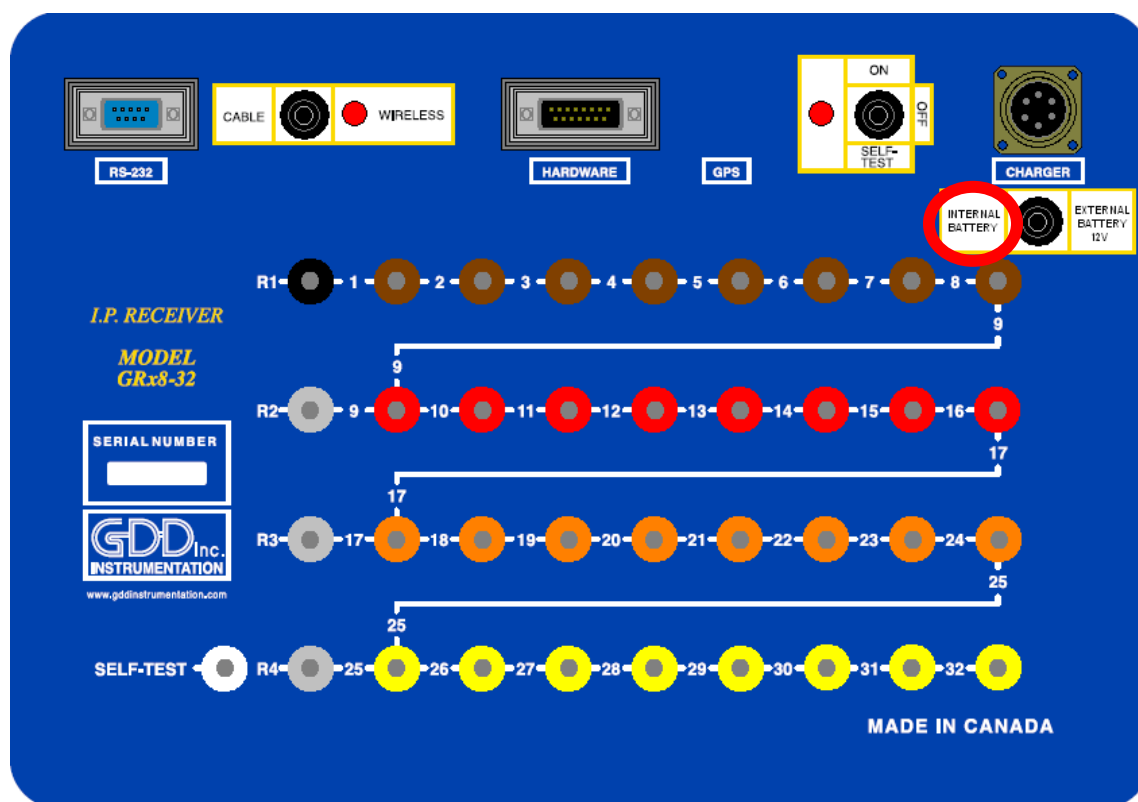 ON
OFF
CABLE
WIRELESS
SELF-
TEST
RS-232
HARDWARE
GPS
CHARGER
INTERNAL
BATTERY
EXTERNAL
BATTERY
12V
R1 1 2 3 4 5 6 7 8
9
I.P. RECEIVER
MODEL
GRx8-32
9
R2 9 10 11 12 13 14 15 16
SERIAL NUMBER
17
17
R3 17 18 19 20 21 22 23 24
GDD Inc.
INSTRUMENTATION
25
www.gddinstrumentation.com
25
SELF-TEST R4 25 26 27 28 29 30 31 32
MADE IN CANADA